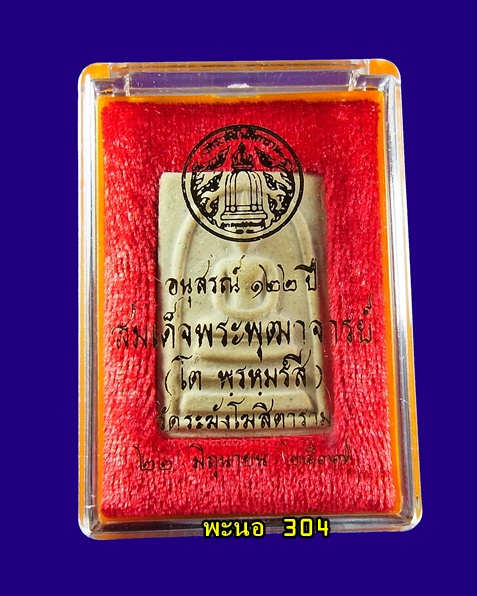 อนุสรณ์ ๑๒๒ ปี
สมเด็จพระพุฒาจารย์
(โต พรหมรํสี)
วัดระฆังโฆสิตาราม
๒๒ มิถุนายน ๒๕๓๗
พะนอ 304